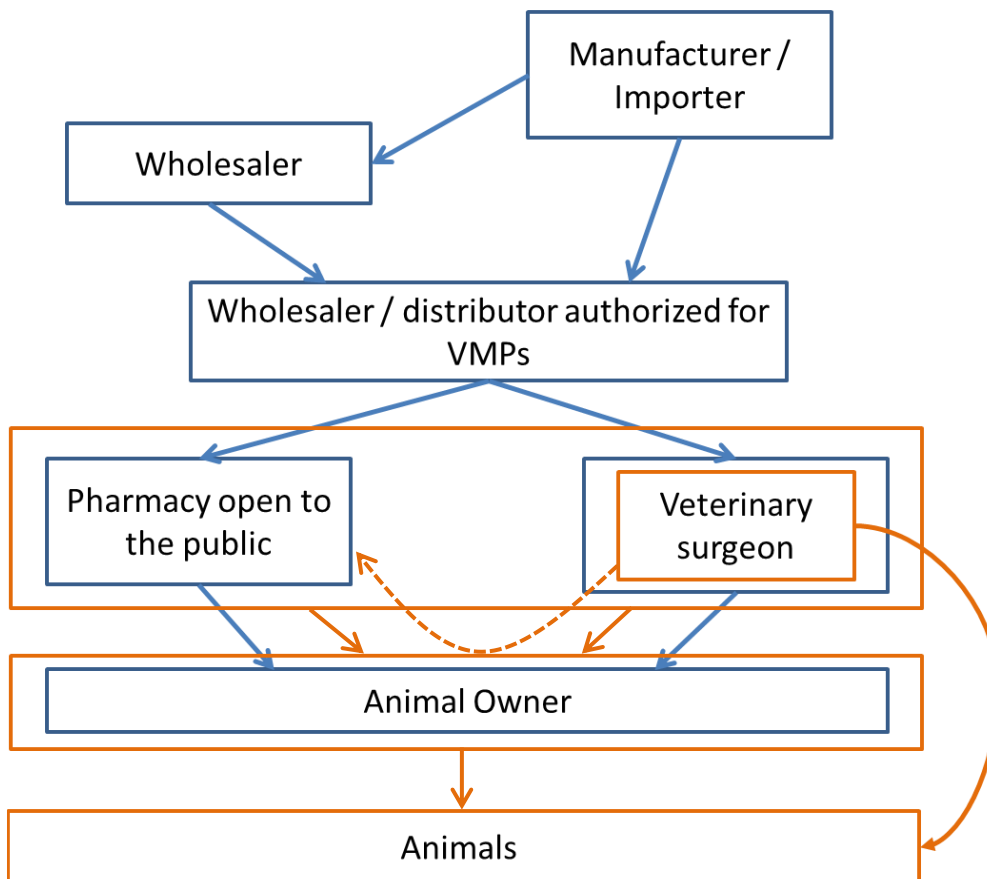 Manufacturer /
Importer
Wholesaler
Wholesaler / distributor authorized for
VMPs
Pharmacy open to
the public
Veterinary
surgeon
Animal Owner
Animals